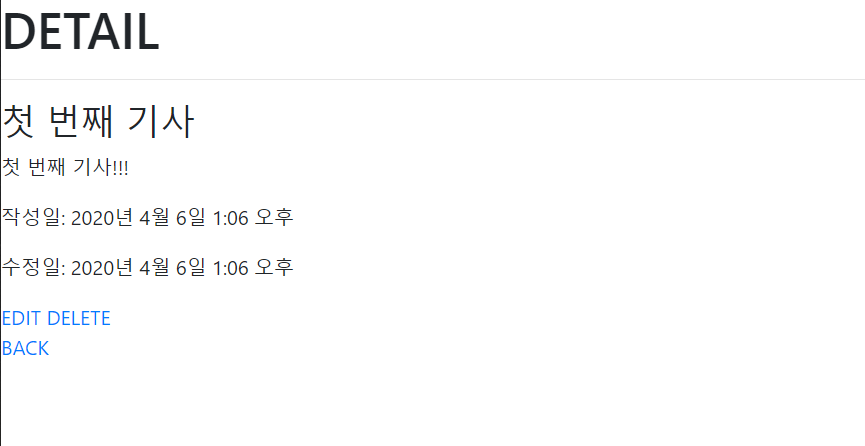 DETAIL
첫 번째 기사
첫 번째 기사!!!
작성일: 2020년 4월 6일 1:06 오후
수정일: 2020년 4월 6일 1:06 오후
EDIT DELETE
BACK